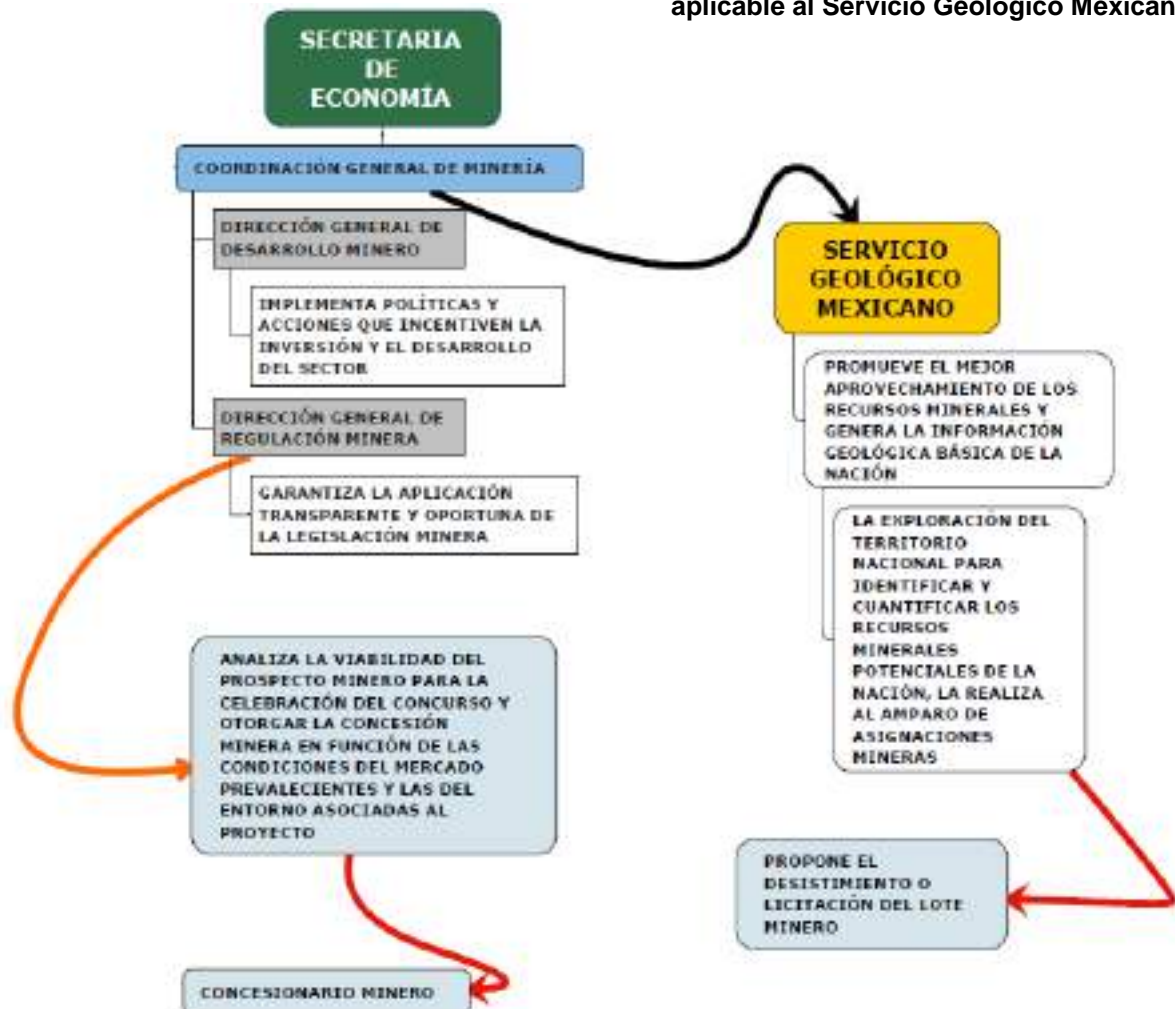 aplicable al Servicio Geológico Mexican
SECRETARIA
DE
ECONOMÍA
COORDINACIÓN GENERAL DE MINERÍA
DIRECCIÓN GENERAL DE
DESARROLLO MINERO
IMPLEMENTA POLÍTICAS Y
ACCIONES QUE INCENTIVEN LA
INVERSIÓN Y EL DESARROLLO
DEL SECTOR
DIRECCIÓN GENERAL DE
REGULACIÓN MINERA
GARANTIZA LA APLICACIÓN
TRANSPARENTE Y OPORTUNA DE
LA LEGISLACIÓN MINERA
ANALIZA LA VIABILIDAD DEL
PROSPECTO MINERO PARA LA
CELEBRACIÓN DEL CONCURSO Y
OTORGAR LA CONCESIÓN
MINERA EN FUNCIÓN DE LAS
CONDICIONES DEL MERCADO
PREVALECIENTES Y LAS DEL
ENTORNO ASOCIADAS AL
PROYECTO
CONCESIONARIO MINERO
SERVICIO
GEOLÓGICO
MEXICANO
PROMUEVE EL MEJOR
APROVECHAMIENTO DE LOS
RECURSOS MINERALES Y
GENERA LA INFORMACIÓN
GEOLÓGICA BÁSICA DE LA
NACIÓN
LA EXPLORACIÓN DEL
TERRITORIO
NACIONAL PARA
IDENTIFICAR Y
CUANTIFICAR LOS
RECURSOS
MINERALES
POTENCIALES DE LA
NACIÓN, LA REALIZA
AL AMPARO DE
ASIGNACIONES
MINERAS
PROPONE EL
DESISTIMIENTO O
LICITACIÓN DEL LOTE
MINERO